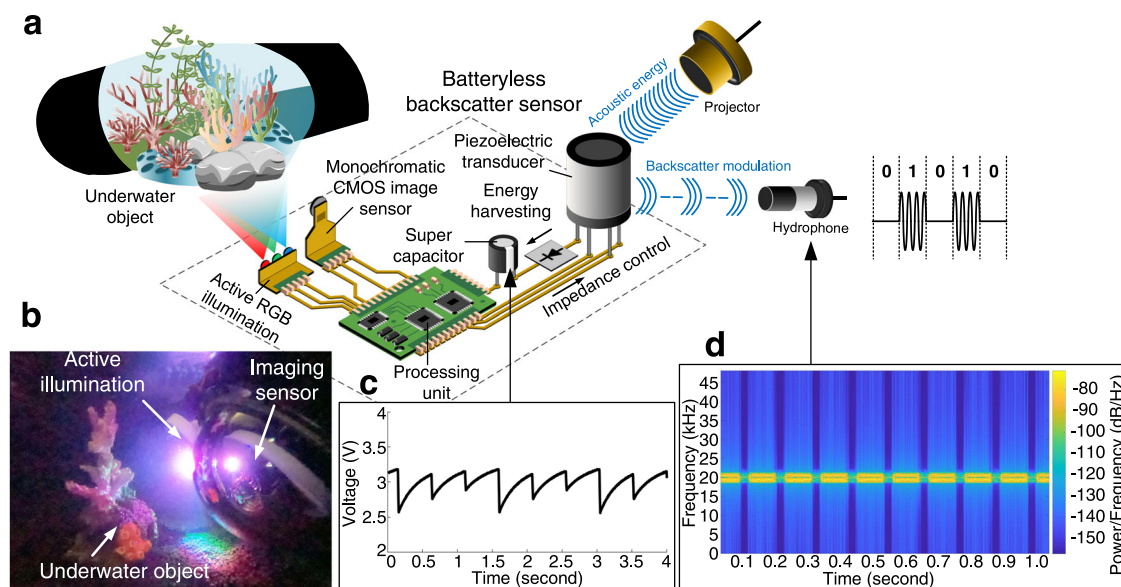 a
Batteryless
backscatter sensor
Acoustic energy
Projector
Piezoelectric
transducer
Backscatter modulation
0 1 0 1 0
Monochromatic
CMOS image
sensor
Energy
harvesting
Hydrophone
Underwater
object
Super
capacitor
Impedance control
Active RGB
illumination
Processing
unit
b
Active
illumination
Imaging
sensor
Underwater object
c
Voltage (V)
4
3.5
3
2.5
2
0 0.5 1 1.5 2 2.5 3 3.5 4
Time (second)
d
Frequency (kHz)
45
40
35
30
25
20
15
10
5
0
0.1 0.2 0.3 0.4 0.5 0.6 0.7 0.8 0.9 1.0
Time (second)
-80
-90
-100
-110
-120
-130
-140
-150
Power/Frequency (dB/Hz)